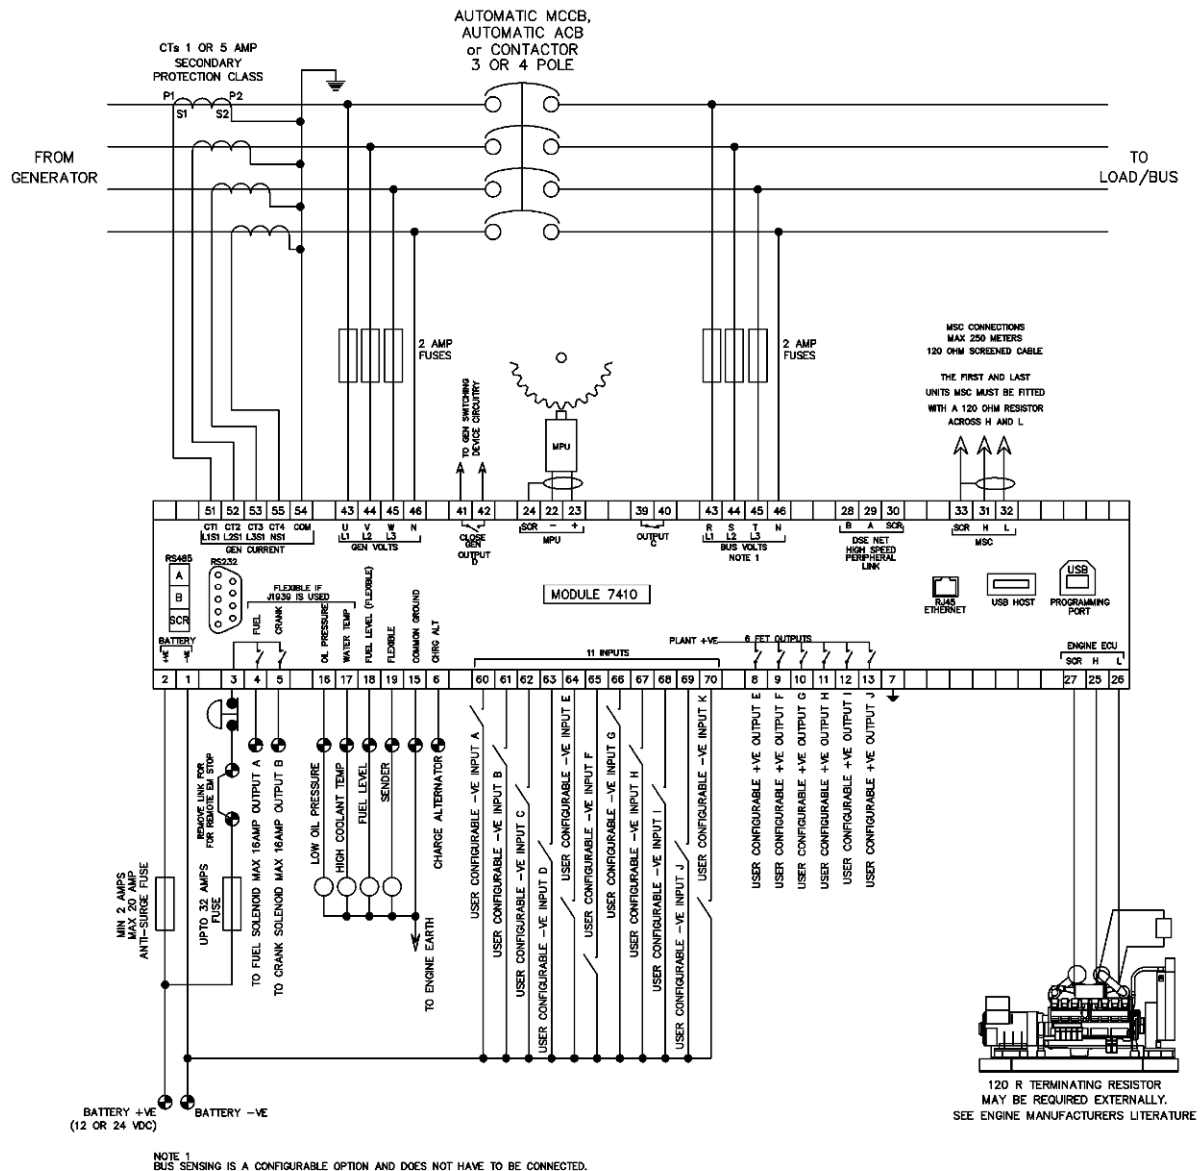 AUTOMATIC MCCB,
AUTOMATIC ACB
or CONTACTOR
3 OR 4 POLE
CTs 1 OR 5 AMP
SECONDARY
PROTECTION CLASS
P1 P2
S1 S2
FROM
GENERATOR
TO
LOAD/BUS
2 AMP
FUSES
2 AMP
FUSES
TO GEN SWITCHING
DEVICE CIRCUITRY
MPU
MSC CONNECTIONS
MAX 250 METERS
120 OHM SCREENED CABLE
THE FIRST AND LAST
UNITS MSC MUST BE FITTED
WITH A 120 OHM RESISTOR
ACROSS H AND L
51 52 53 55 54 43 44 45 46 41 42 24 22 23 39 40 43 44 45 46 28 29 30 33 31 32
CT1 CT2 CT3 CT4 COM
L1S1 L2S1 L3S1 NS1
GEN CURRENT
U V W N
L1 L2 L3
GEN VOLTS
CLOSE
GEN
OUTPUT
D
SCR − +
MPU
OUTPUT
C
R S T N
L1 L2 L3
BUS VOLTS
NOTE 1
B A SCR
DSE NET
HIGH SPEED
PERIPHERAL
LINK
SCR H L
MSC
RS485
A
B
SCR
RS232
FLEXIBLE IF
J1939 IS USED
FUEL
CRANK
OIL PRESSURE
WATER TEMP
FUEL LEVEL (FLEXIBLE)
FLEXIBLE
COMMON GROUND
CHRG ALT
MODULE 7410
RJ45
ETHERNET
USB HOST
USB
PROGRAMMING
PORT
BATTERY
+VE
-VE
11 INPUTS
PLANT +VE
6 FET OUTPUTS
ENGINE ECU
SCR H L
2 1 3 4 5 16 17 18 19 15 6 60 61 62 63 64 65 66 67 68 69 70 8 9 10 11 12 13 7 27 25 26
REMOVE LINK FOR
FOR REMOTE EM STOP
MIN 2 AMPS
MAX 20 AMP
ANTI-SURGE FUSE
UPTO 32 AMPS
FUSE
TO FUEL SOLENOID MAX 16AMP OUTPUT A
TO CRANK SOLENOID MAX 16AMP OUTPUT B
LOW OIL PRESSURE
HIGH COOLANT TEMP
FUEL LEVEL
SENDER
TO ENGINE EARTH
CHARGE ALTERNATOR
USER CONFIGURABLE -VE INPUT A
USER CONFIGURABLE -VE INPUT B
USER CONFIGURABLE -VE INPUT C
USER CONFIGURABLE -VE INPUT D
USER CONFIGURABLE -VE INPUT E
USER CONFIGURABLE -VE INPUT F
USER CONFIGURABLE -VE INPUT G
USER CONFIGURABLE -VE INPUT H
USER CONFIGURABLE -VE INPUT I
USER CONFIGURABLE -VE INPUT J
USER CONFIGURABLE -VE INPUT K
USER CONFIGURABLE +VE OUTPUT E
USER CONFIGURABLE +VE OUTPUT F
USER CONFIGURABLE +VE OUTPUT G
USER CONFIGURABLE +VE OUTPUT H
USER CONFIGURABLE +VE OUTPUT I
USER CONFIGURABLE +VE OUTPUT J
120 R TERMINATING RESISTOR
MAY BE REQUIRED EXTERNALLY.
SEE ENGINE MANUFACTURERS LITERATURE
BATTERY +VE
(12 OR 24 VDC)
BATTERY -VE
NOTE 1
BUS SENSING IS A CONFIGURABLE OPTION AND DOES NOT HAVE TO BE CONNECTED.